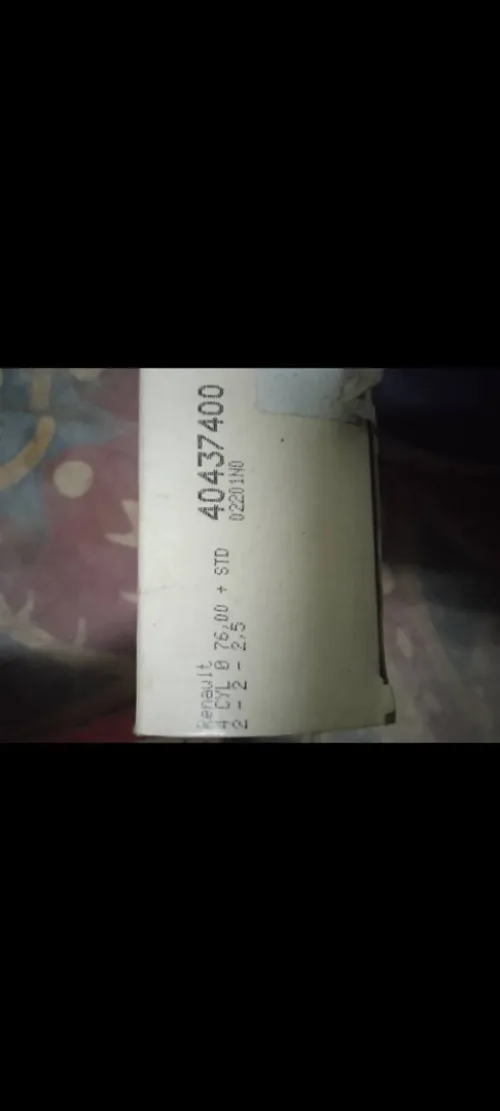 Renault
4 CYL Ø 76,00 + STD 40437400
2 - 2 - 2,5 02201N0